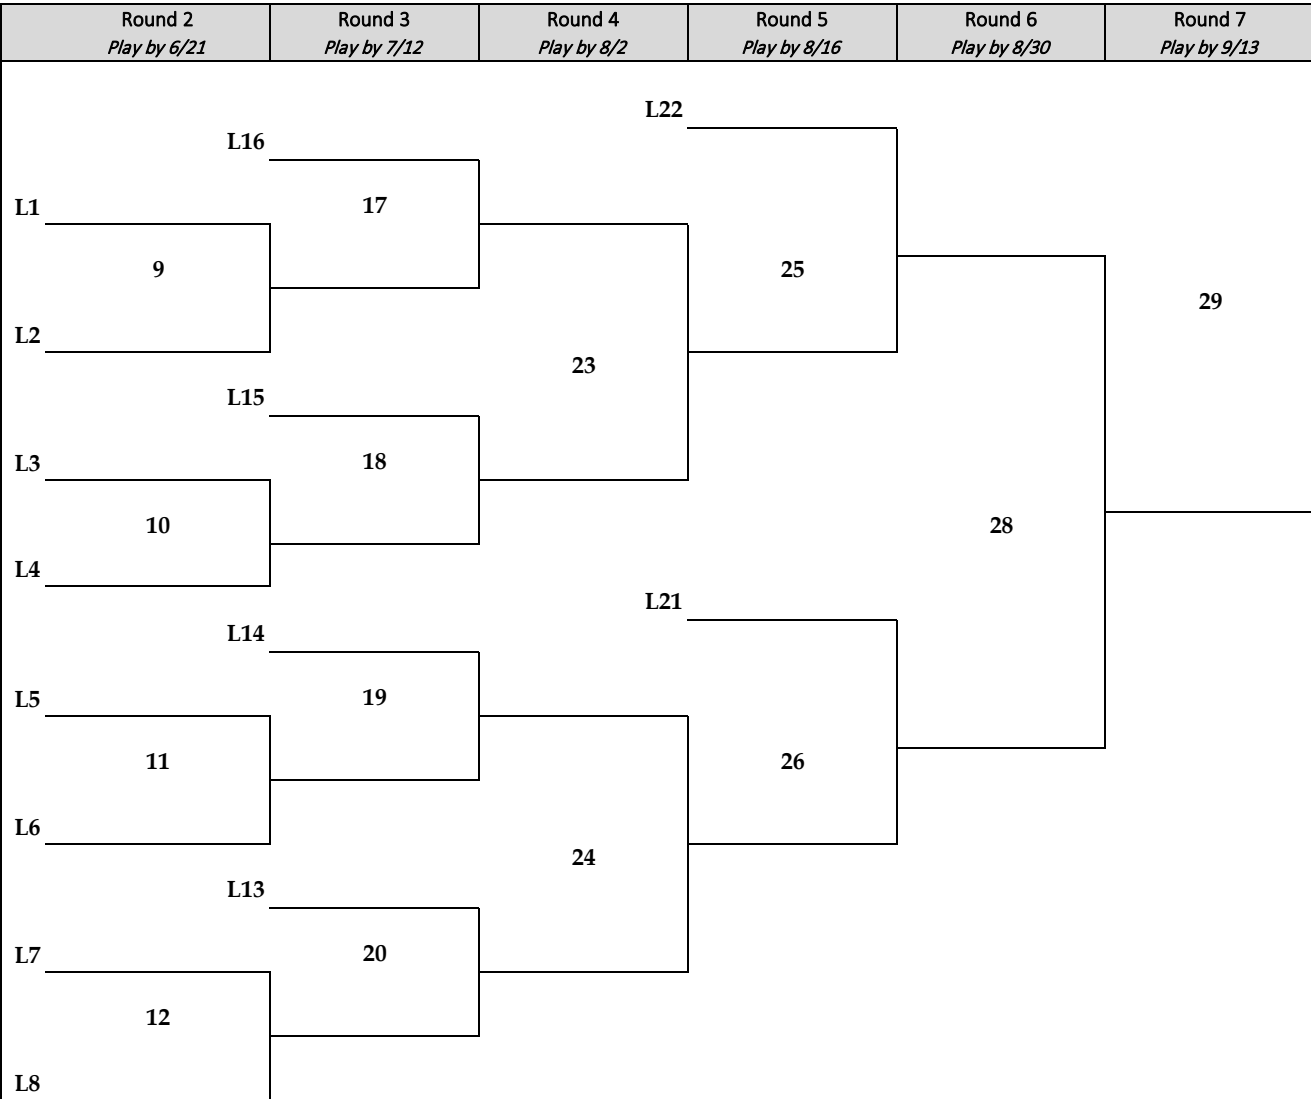 Round 2
Play by 6/21
Round 3
Play by 7/12
Round 4
Play by 8/2
Round 5
Play by 8/16
Round 6
Play by 8/30
Round 7
Play by 9/13
L22
L16
L1
17
9
25
29
L2
23
L15
L3
18
10
28
L4
L21
L14
L5
19
11
26
L6
24
L13
L7
20
12
L8